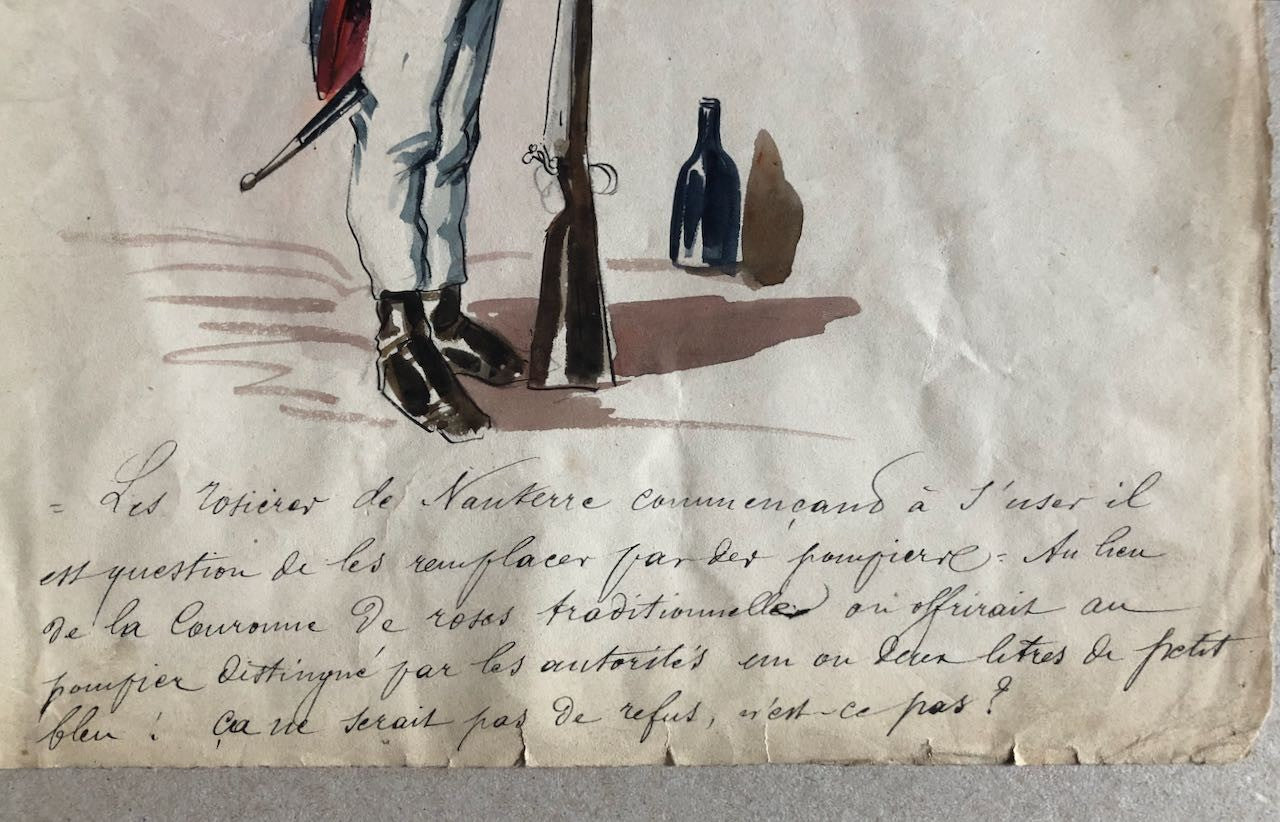 = Les rosières de Nanterre commençant à s'user il
est question de les remplacer par des pompiers = Au lieu
de la Couronne de roses traditionnelle on offrirait au
pompier distingué par les autorités un ou deux litres de petit
bleu ! ça ne serait pas de refus, n'est-ce pas ?